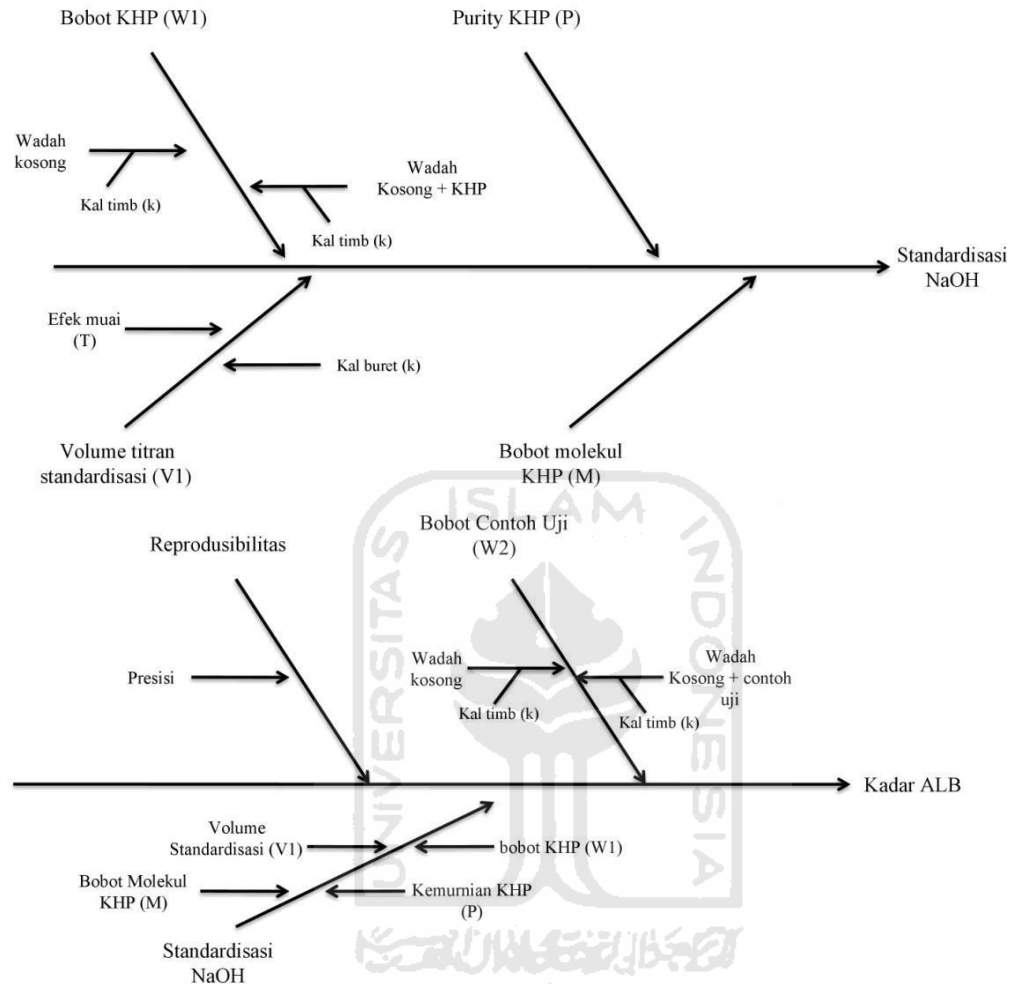 Bobot KHP (W1)
Purity KHP (P)
Wadah
kosong
Kal timb (k)
Wadah
Kosong + KHP
Kal timb (k)
Standardisasi
NaOH
Efek muai
(T)
Kal buret (k)
Volume titran
standardisasi (V1)
Bobot molekul
KHP (M)
ISLAM
UNIVERSITAS
INDONESIA
Reprodusibilitas
Bobot Contoh Uji
(W2)
Presisi
Wadah
kosong
Kal timb (k)
Wadah
Kosong + contoh
uji
Kal timb (k)
Kadar ALB
Volume
Standardisasi (V1)
bobot KHP (W1)
Bobot Molekul
KHP (M)
Kemurnian KHP
(P)
Standardisasi
NaOH